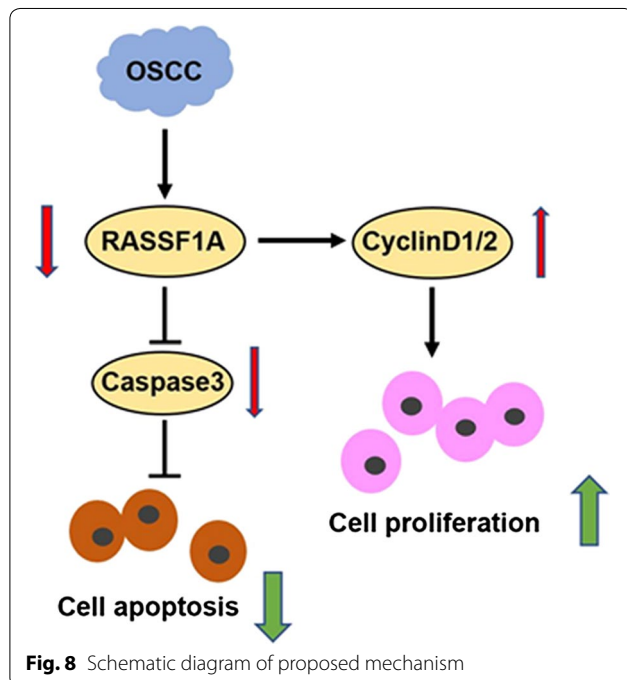 OSCC
RASSF1A
CyclinD1/2
Caspase3
Cell proliferation
Cell apoptosis
Fig. 8 Schematic diagram of proposed mechanism